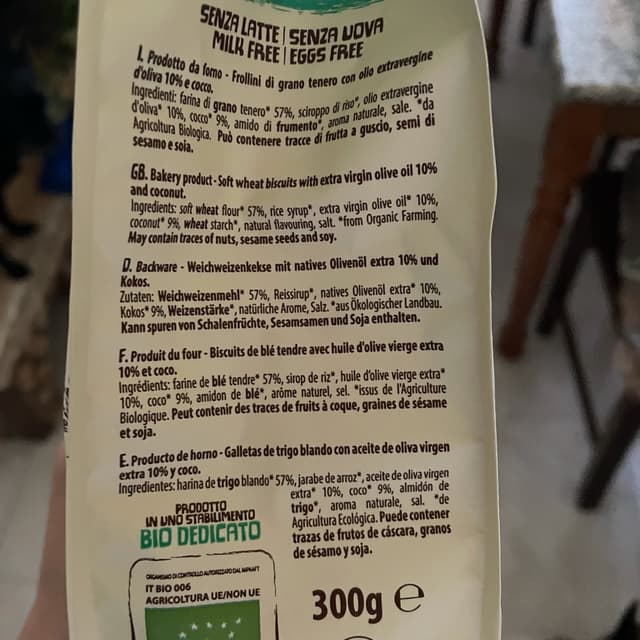 SENZA LATTE | SENZA UOVA
MILK FREE | EGGS FREE
I. Prodotto da forno - Frollini di grano tenero con olio extravergine
d'oliva 10% e cocco.
Ingredienti: farina di grano tenero* 57%, sciroppo di riso*, olio extravergine
d'oliva* 10%, cocco* 9%, amido di frumento*, aroma naturale, sale. *da
Agricoltura Biologica. Può contenere tracce di frutta a guscio, semi di
sesamo e soia.
GB. Bakery product - Soft wheat biscuits with extra virgin olive oil 10%
and coconut.
Ingredients: soft wheat flour* 57%, rice syrup*, extra virgin olive oil* 10%,
coconut* 9%, wheat starch*, natural flavouring, salt. *from Organic Farming.
May contain traces of nuts, sesame seeds and soy.
D. Backware - Weichweizenkekse mit natives Olivenöl extra 10% und
Kokos.
Zutaten: Weichweizenmehl* 57%, Reissirup*, natives Olivenöl extra* 10%,
Kokos* 9%, Weizenstärke*, natürliche Arome, Salz. *aus Ökologischer Landbau.
Kann spuren von Schalenfrüchte, Sesamsamen und Soja enthalten.
F. Produit du four - Biscuits de blé tendre avec huile d'olive vierge extra
10% et coco.
Ingrédients: farine de blé tendre* 57%, sirop de riz*, huile d'olive vierge extra*
10%, coco* 9%, amidon de blé*, arôme naturel, sel. *issus de l'Agriculture
Biologique. Peut contenir des traces de fruits à coque, graines de sésame
et soja.
E. Producto de horno - Galletas de trigo blando con aceite de oliva virgen
extra 10% y coco.
Ingredientes: harina de trigo blando* 57%, jarabe de arroz*, aceite de oliva virgen
extra* 10%, coco* 9%, almidón de
trigo*, aroma naturale, sal. *de
Agricultura Ecológica. Puede contener
trazas de frutos de cáscara, granos
de sésamo y soja.
PRODOTTO
IN UNO STABILIMENTO
BIO DEDICATO
ORGANISMO DI CONTROLLO AUTORIZZATO DAL MIPAAFT
IT BIO 006
AGRICOLTURA UE/NON UE
300g e